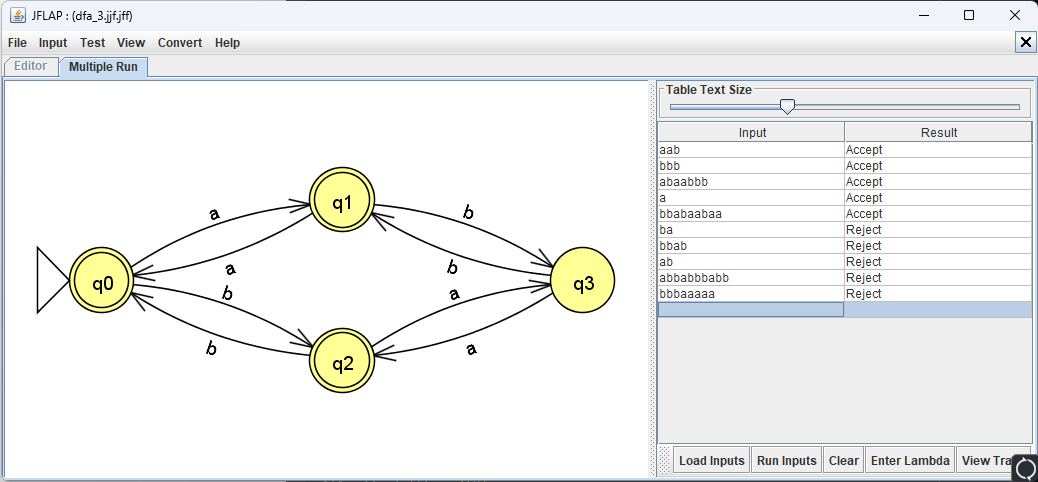 JFLAP : (dfa_3.jjf.jff)
File Input Test View Convert Help
Editor Multiple Run
Table Text Size
Input Result
aab Accept
bbb Accept
abaabbb Accept
a Accept
bbabaabaa Accept
ba Reject
bbab Reject
ab Reject
abbabbbabb Reject
bbbaaaaa Reject
q1
a
b
a
b
q0
q3
b
a
b
a
q2
Load Inputs Run Inputs Clear Enter Lambda View